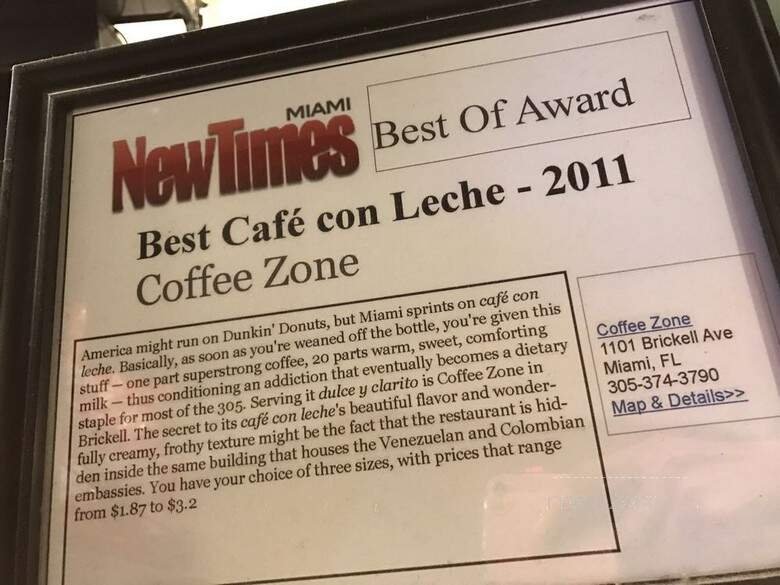 MIAMI
NewTimes
Best Of Award
Best Café con Leche - 2011
Coffee Zone
America might run on Dunkin' Donuts, but Miami sprints on café con
leche. Basically, as soon as you're weaned off the bottle, you're given this
stuff — one part superstrong coffee, 20 parts warm, sweet, comforting
milk — thus conditioning an addiction that eventually becomes a dietary
staple for most of the 305. Serving it dulce y clarito is Coffee Zone in
Brickell. The secret to its café con leche's beautiful flavor and wonder-
fully creamy, frothy texture might be the fact that the restaurant is hid-
den inside the same building that houses the Venezuelan and Colombian
embassies. You have your choice of three sizes, with prices that range
from $1.87 to $3.2
Coffee Zone
1101 Brickell Ave
Miami, FL
305-374-3790
Map & Details>>